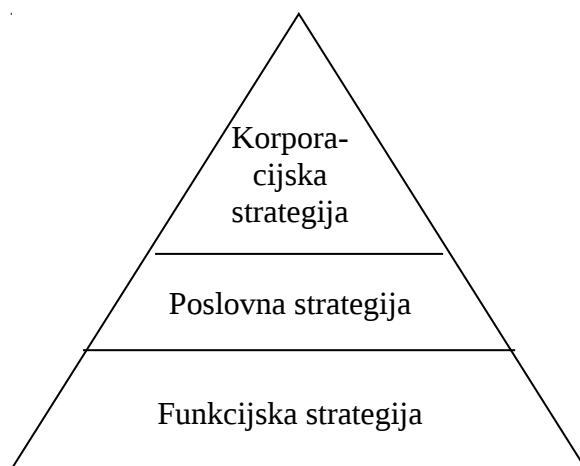 Korpora-
cijska
strategija
Poslovna strategija
Funkcijska strategija